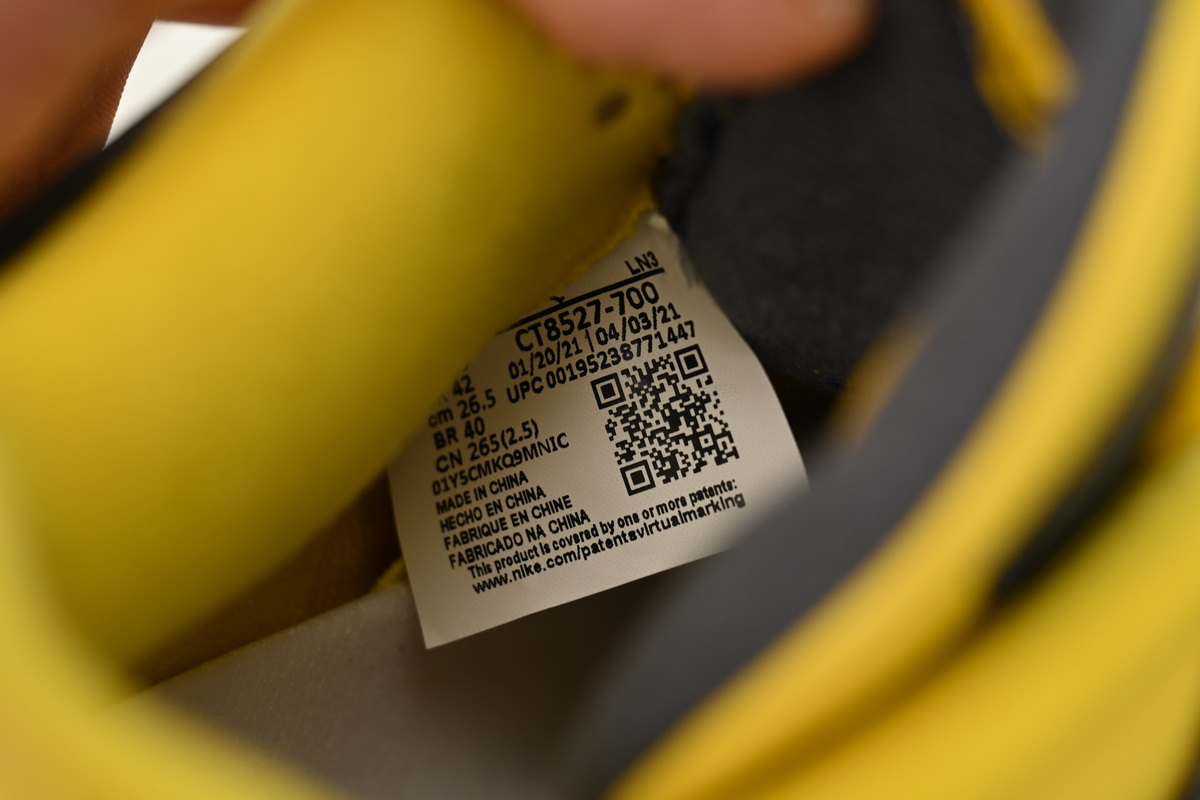 LN3
CT8527-700
01/20/21 | 04/03/21
UPC 00195238771447
42
cm 26.5
BR 40
CN 265(2.5)
01Y5CMKQ9MNIC
MADE IN CHINA
HECHO EN CHINA
FABRIQUE EN CHINE
FABRICADO NA CHINA
This product is covered by one or more patents:
www.nike.com/patentsvirtualmarking